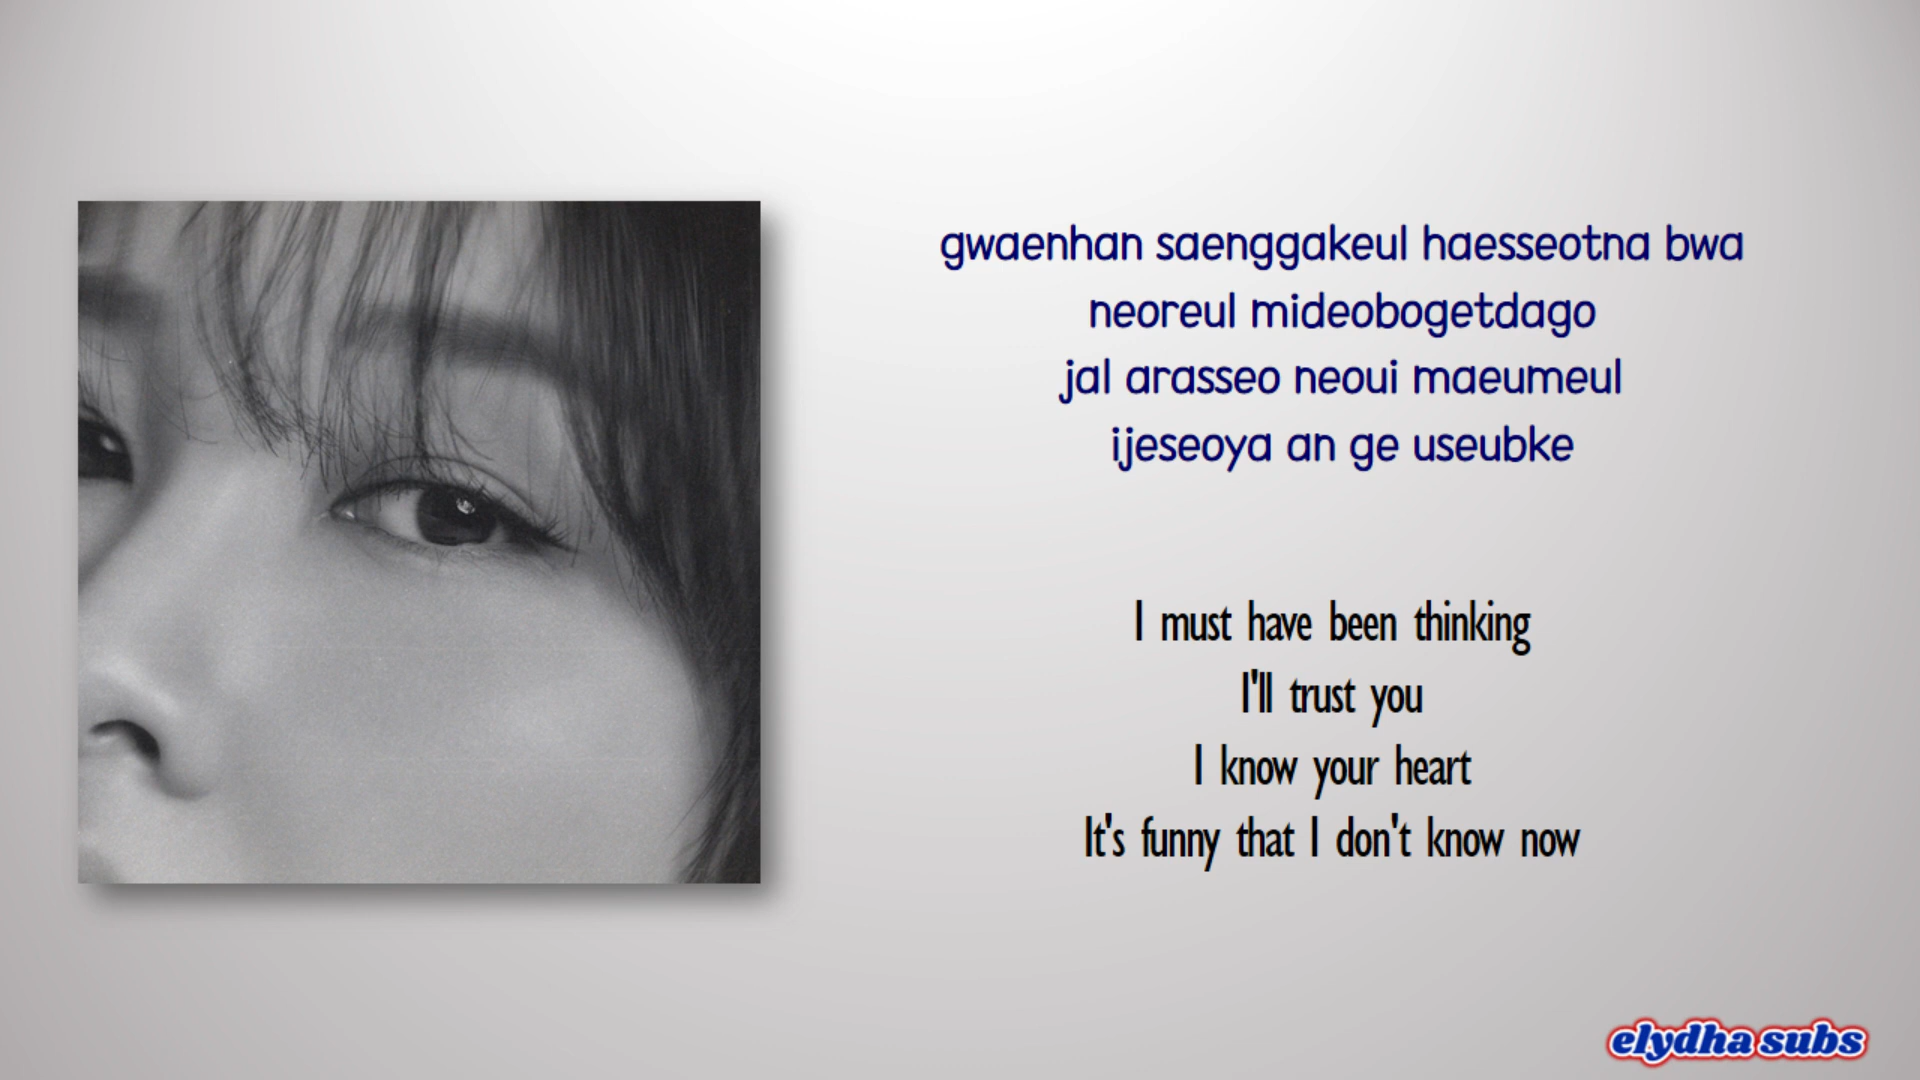 gwaenhan saenggakeul haesseotna bwa
neoreul mideobogetdago
jal arasseo neoui maeumeul
ijeseoya an ge useubke
I must have been thinking
I'll trust you
I know your heart
It's funny that I don't know now
elydha subs